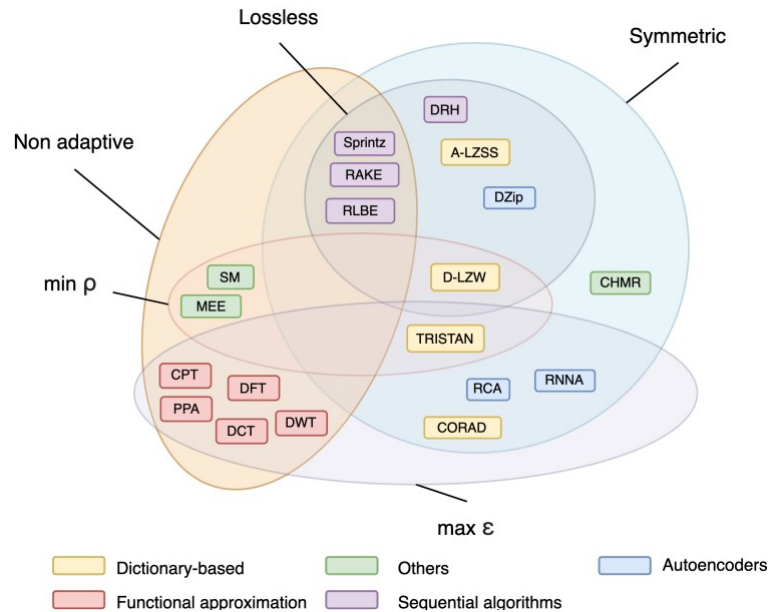 Lossless
Symmetric
Non adaptive
DRH
Sprintz
A-LZSS
RAKE
DZip
RLBE
min ρ
SM
D-LZW
CHMR
MEE
TRISTAN
CPT
DFT
RCA
RNNA
PPA
DCT
DWT
CORAD
max ε
Dictionary-based
Others
Autoencoders
Functional approximation
Sequential algorithms